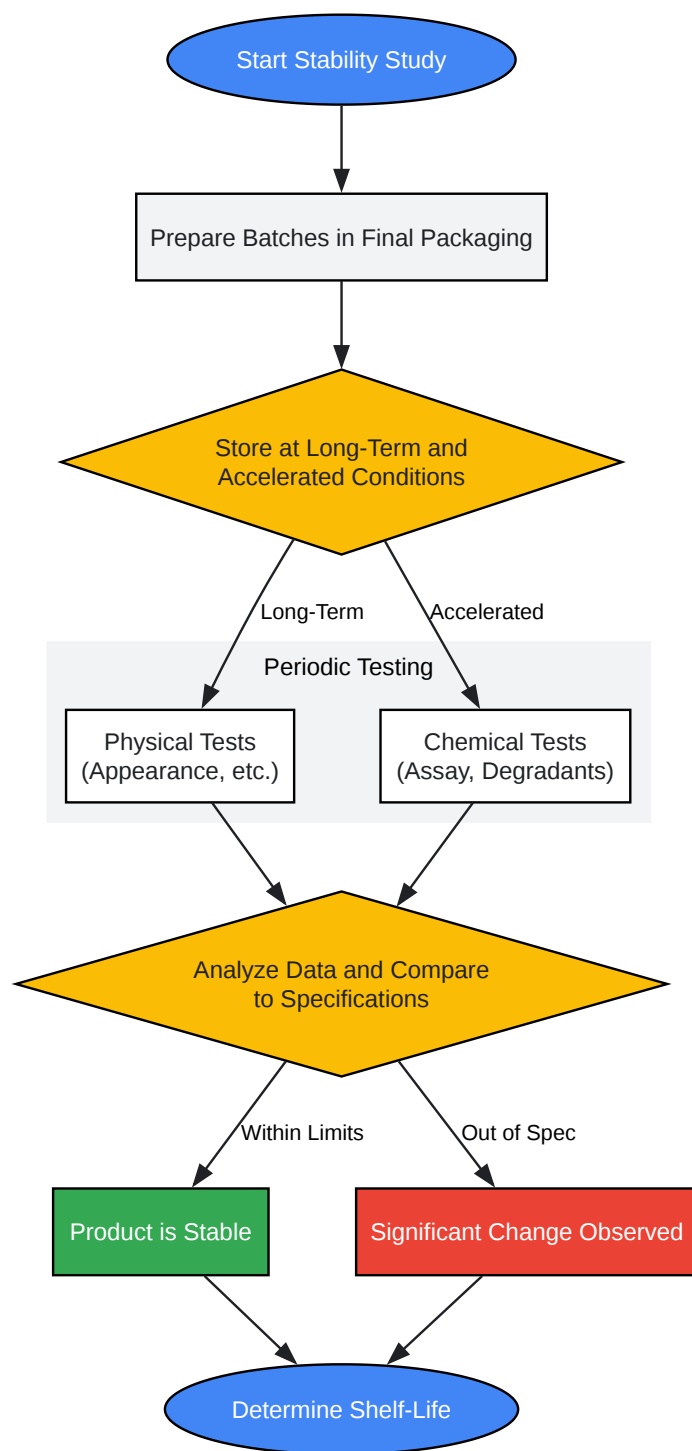 Start Stability Study
Prepare Batches in Final Packaging
Store at Long-Term and
Accelerated Conditions
Long-Term
Accelerated
Periodic Testing
Physical Tests
(Appearance, etc.)
Chemical Tests
(Assay, Degradants)
Analyze Data and Compare
to Specifications
Within Limits
Out of Spec
Product is Stable
Significant Change Observed
Determine Shelf-Life